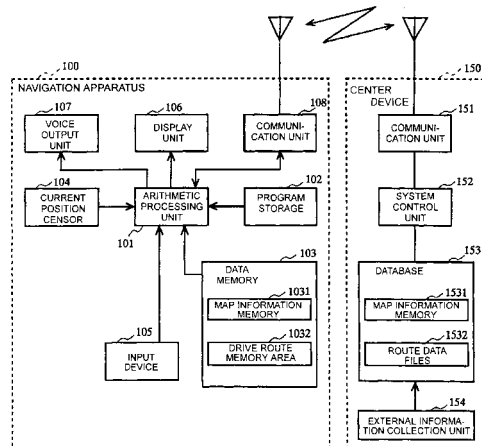 100
NAVIGATION APPARATUS
107
VOICE
OUTPUT
UNIT
106
DISPLAY
UNIT
108
COMMUNI-
CATION UNIT
104
CURRENT
POSITION
CENSOR
ARITHMETIC
PROCESSING
UNIT
101
102
PROGRAM
STORAGE
103
DATA
MEMORY
1031
MAP INFORMATION
MEMORY
1032
DRIVE ROUTE
MEMORY AREA
105
INPUT
DEVICE
150
CENTER
DEVICE
151
COMMUNI-
CATION UNIT
152
SYSTEM
CONTROL
UNIT
153
DATABASE
1531
MAP INFORMATION
MEMORY
1532
ROUTE DATA
FILES
154
EXTERNAL INFORMA-
TION COLLECTION UNIT